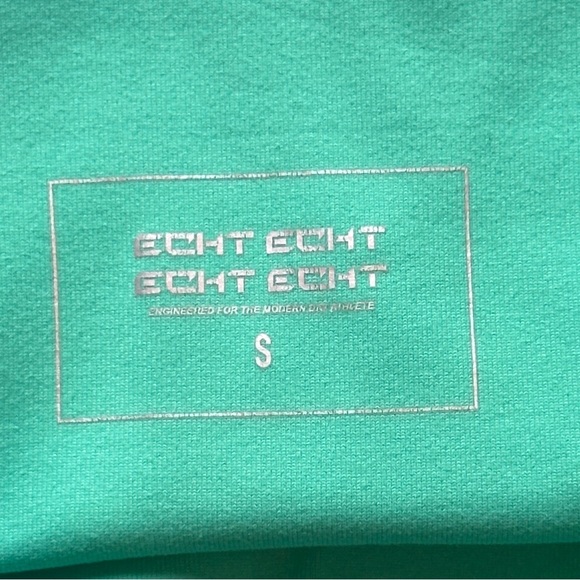 ECHT ECHT
ECHT ECHT
ENGINEERED FOR THE MODERN DAY ATHLETE
S